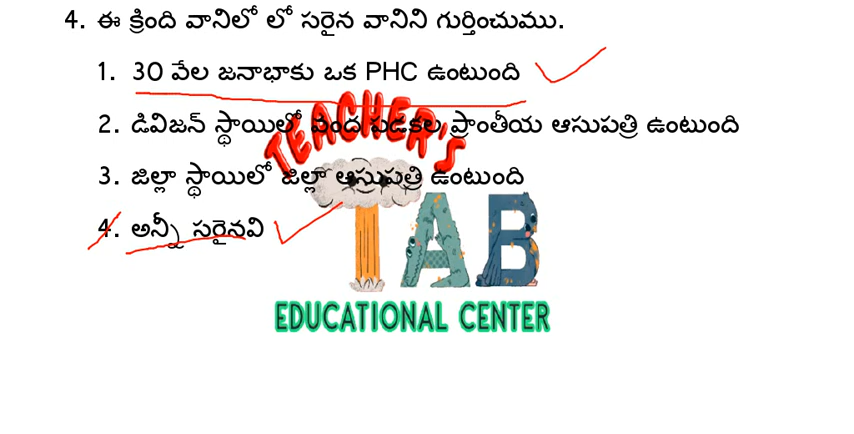 4. ఈ క్రింది వానిలో లో సరైన వానిని గుర్తించుము.
1. 30 వేల జనాభాకు ఒక PHC ఉంటుంది
2. డివిజన్ స్థాయిలో వంద పడకల ప్రాంతీయ ఆసుపత్రి ఉంటుంది
3. జిల్లా స్థాయిలో జిల్లా ఆసుపత్రి ఉంటుంది
4. అన్నీ సరైనవి
TEACHER'S
TAB
EDUCATIONAL CENTER